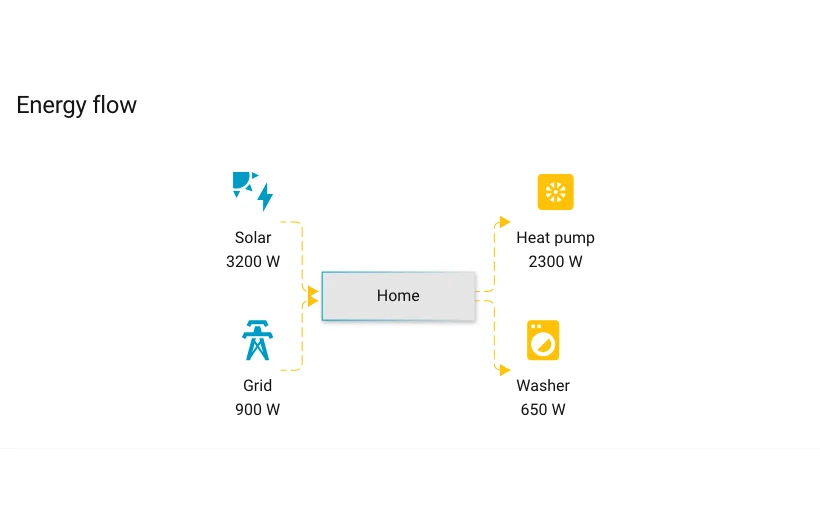 Energy flow
Solar
3200 W
Heat pump
2300 W
Home
Grid
900 W
Washer
650 W